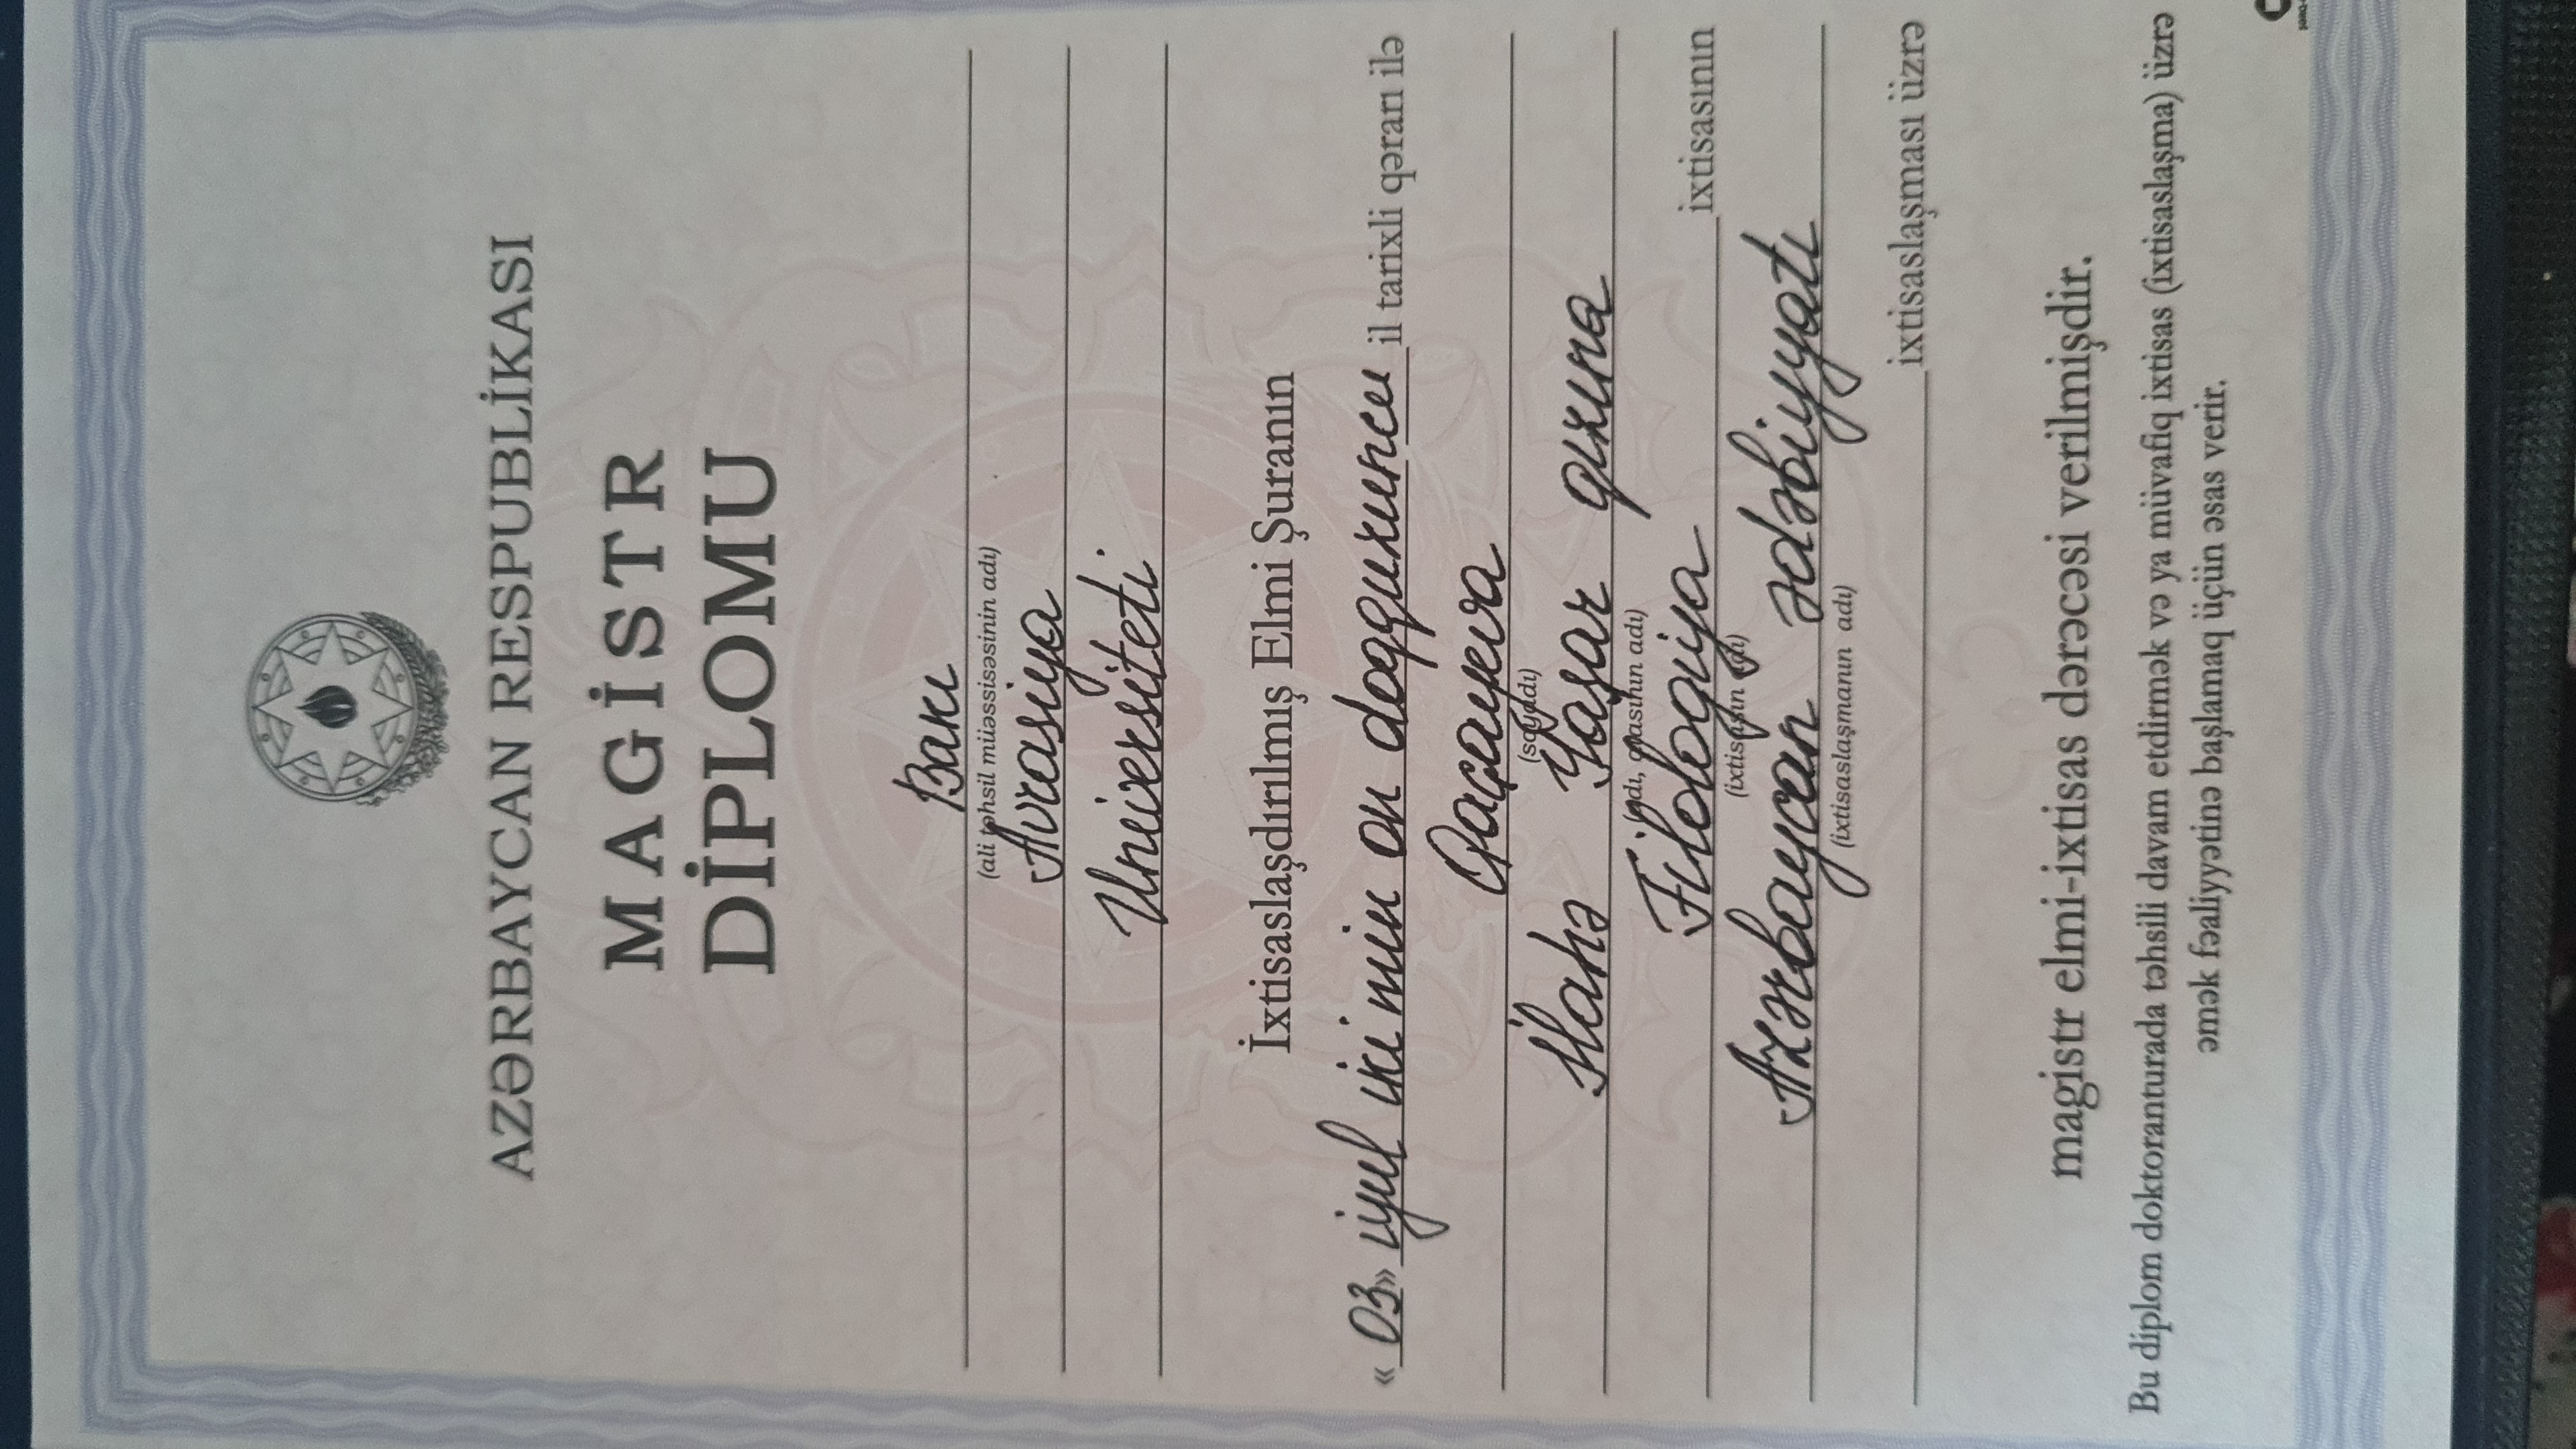 AZƏRBAYCAN RESPUBLİKASI
MAGİSTR
DİPLOMU
Bakı
(ali təhsil müəssisəsinin adı)
Avrasiya
Universiteti.
İxtisaslaşdırılmış Elmi Şuranın
« 03 » iyul iki min on doqquzuncu il tarixli qərarı ilə
Qaçayeva
(soyadı)
İlahə Yaşar qızına
(adı, atasının adı)
Filologiya ixtisasının
(ixtisasın adı)
Azərbaycan ədəbiyyatı
(ixtisaslaşmanın adı)
ixtisaslaşması üzrə
magistr elmi-ixtisas dərəcəsi verilmişdir.
Bu diplom doktoranturada təhsili davam etdirmək və ya müvafiq ixtisas (ixtisaslaşma) üzrə
əmək fəaliyyətinə başlamaq üçün əsas verir.